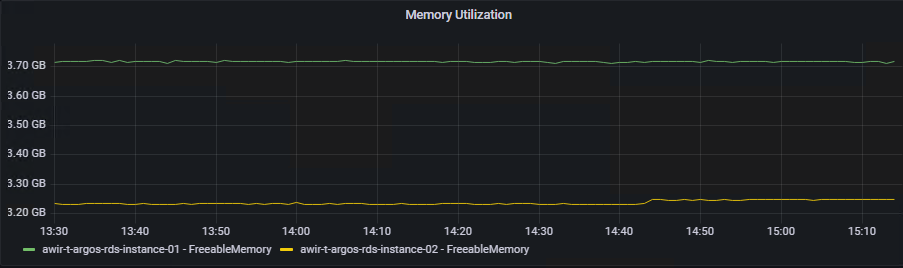 Memory Utilization
3.70 GB
3.60 GB
3.50 GB
3.40 GB
3.30 GB
3.20 GB
13:30 13:40 13:50 14:00 14:10 14:20 14:30 14:40 14:50 15:00 15:10
awir-t-argos-rds-instance-01 - FreeableMemory awir-t-argos-rds-instance-02 - FreeableMemory